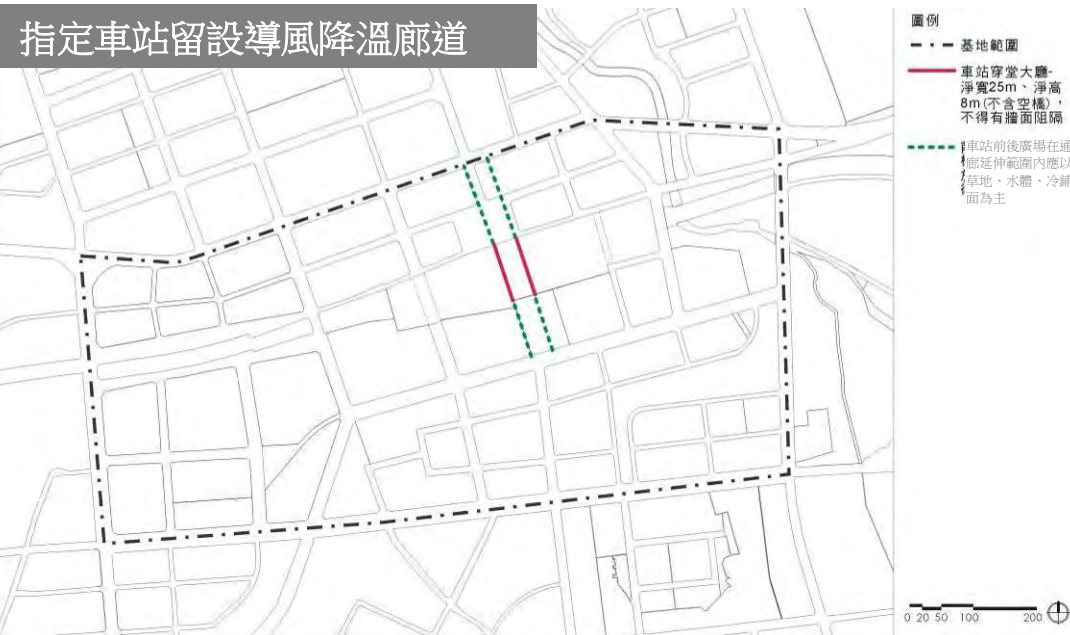 指定車站留設導風降溫廊道
圖例
基地範圍
車站穿堂大廳-
淨寬25m、淨高
8m(不含空橋)，
不得有牆面阻隔
車站前後廣場在通
廊延伸範圍內應以
草地、水體、冷鋪
面為主
0 20 50 100 200